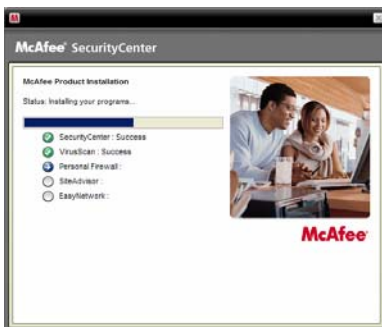 McAfee SecurityCenter
McAfee Product Installation
Status: Installing your programs...
SecurityCenter : Success
VirusScan : Success
Personal Firewall :
SiteAdvisor :
EasyNetwork :
McAfee